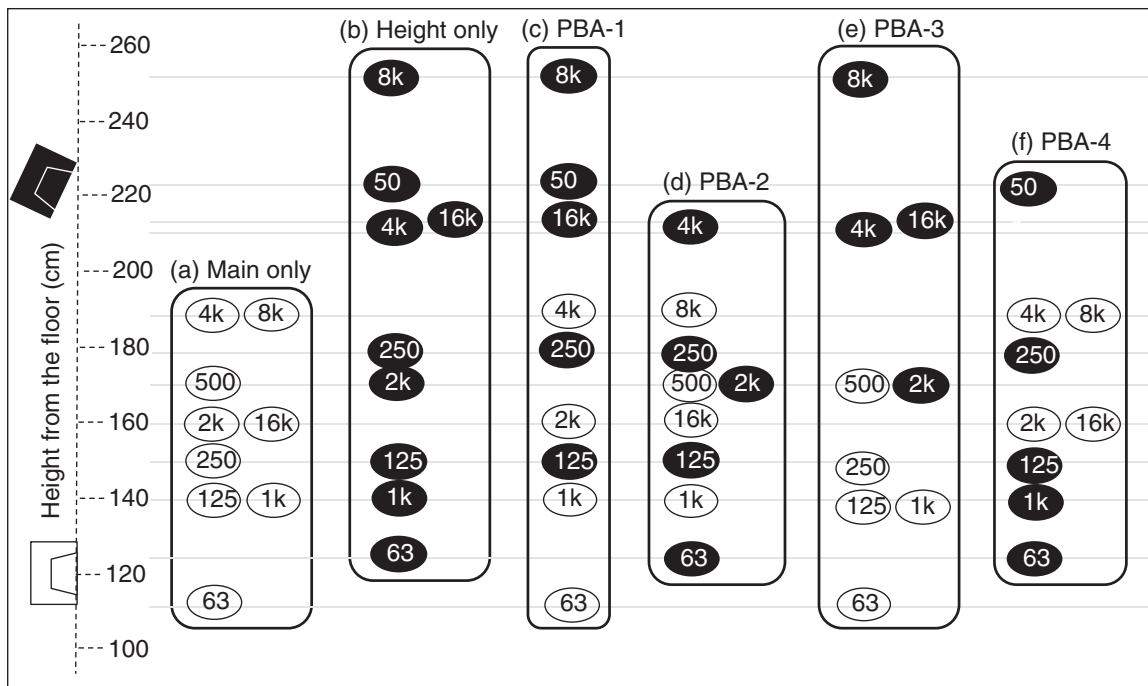 Height from the floor (cm)
260
240
220
200
180
160
140
120
100
(a) Main only
4k 8k
500
2k 16k
250
125 1k
63
(b) Height only
8k
50
4k 16k
250
2k
125
1k
63
(c) PBA-1
8k
50
16k
4k
250
2k
125
1k
63
(d) PBA-2
4k
8k
250
500 2k
16k
125
1k
63
(e) PBA-3
8k
4k 16k
500 2k
250
125 1k
63
(f) PBA-4
50
4k 8k
250
2k 16k
125
1k
63